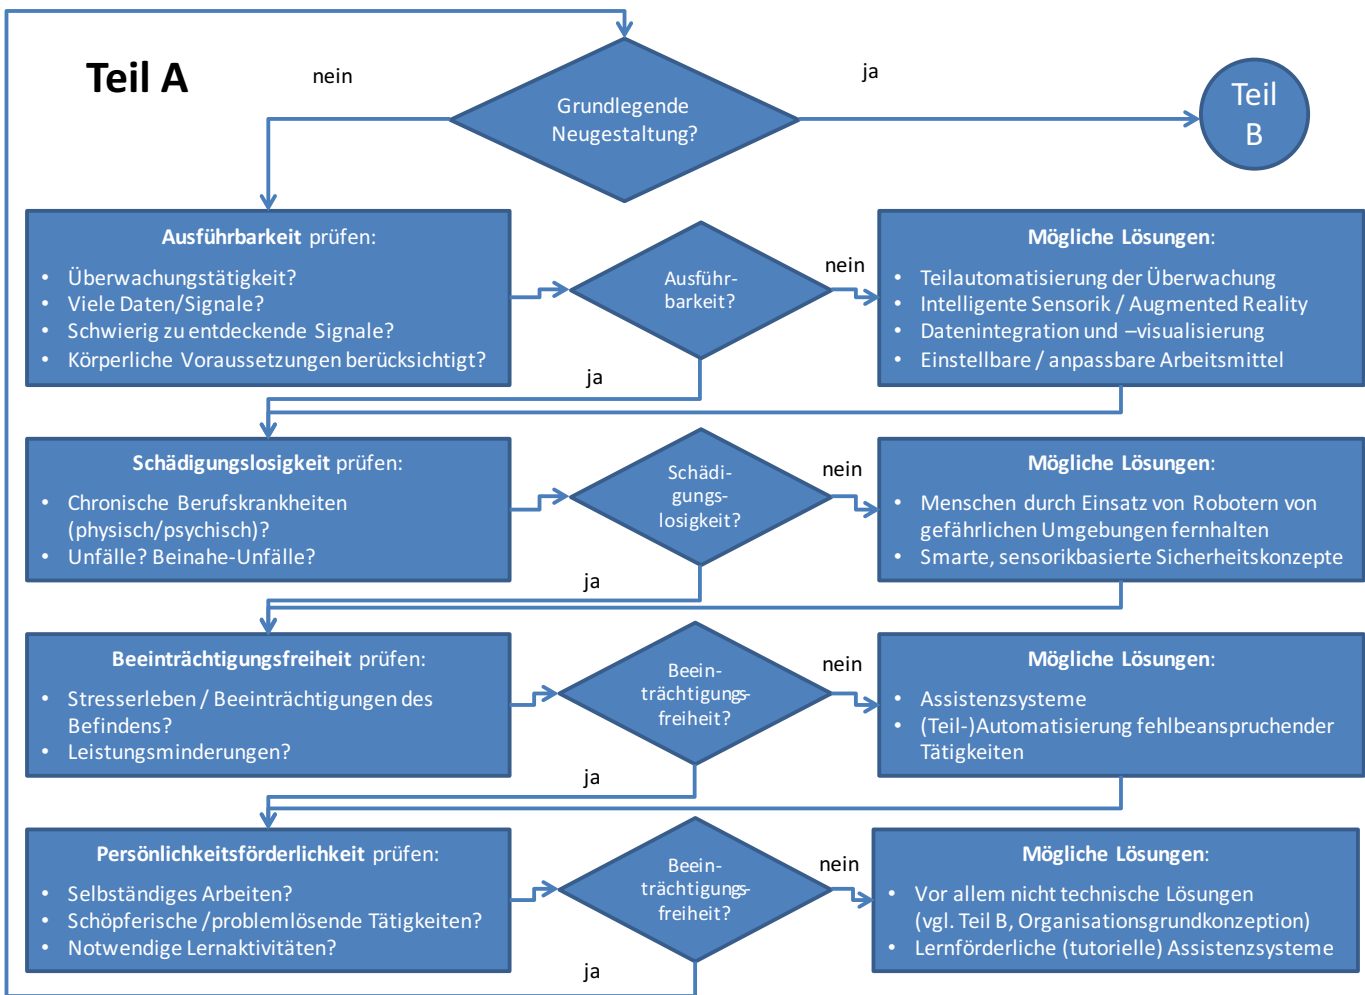 Teil A
nein
ja
Grundlegende
Neugestaltung?
Teil
B
Ausführbarkeit prüfen:
• Überwachungstätigkeit?
• Viele Daten/Signale?
• Schwierig zu entdeckende Signale?
• Körperliche Voraussetzungen berücksichtigt?
Ausführ-
barkeit?
nein
ja
Mögliche Lösungen:
• Teilautomatisierung der Überwachung
• Intelligente Sensorik / Augmented Reality
• Datenintegration und –visualisierung
• Einstellbare / anpassbare Arbeitsmittel
Schädigungslosigkeit prüfen:
• Chronische Berufskrankheiten
(physisch/psychisch)?
• Unfälle? Beinahe-Unfälle?
Schädi-
gungs-
losigkeit?
nein
ja
Mögliche Lösungen:
• Menschen durch Einsatz von Robotern von
gefährlichen Umgebungen fernhalten
• Smarte, sensorikbasierte Sicherheitskonzepte
Beeinträchtigungsfreiheit prüfen:
• Stresserleben / Beeinträchtigungen des
Befindens?
• Leistungsminderungen?
Beein-
trächtigungs-
freiheit?
nein
ja
Mögliche Lösungen:
• Assistenzsysteme
• (Teil-)Automatisierung fehlbeanspruchender
Tätigkeiten
Persönlichkeitsförderlichkeit prüfen:
• Selbständiges Arbeiten?
• Schöpferische /problemlösende Tätigkeiten?
• Notwendige Lernaktivitäten?
Beein-
trächtigungs-
freiheit?
nein
ja
Mögliche Lösungen:
• Vor allem nicht technische Lösungen
(vgl. Teil B, Organisationsgrundkonzeption)
• Lernförderliche (tutorielle) Assistenzsysteme